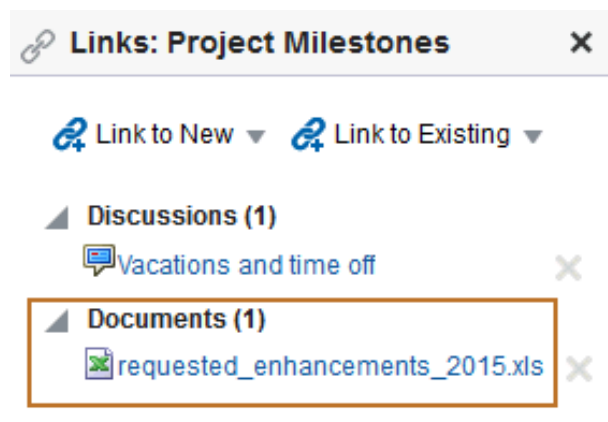 Links: Project Milestones
Link to New Link to Existing
Discussions (1)
Vacations and time off
Documents (1)
requested_enhancements_2015.xls